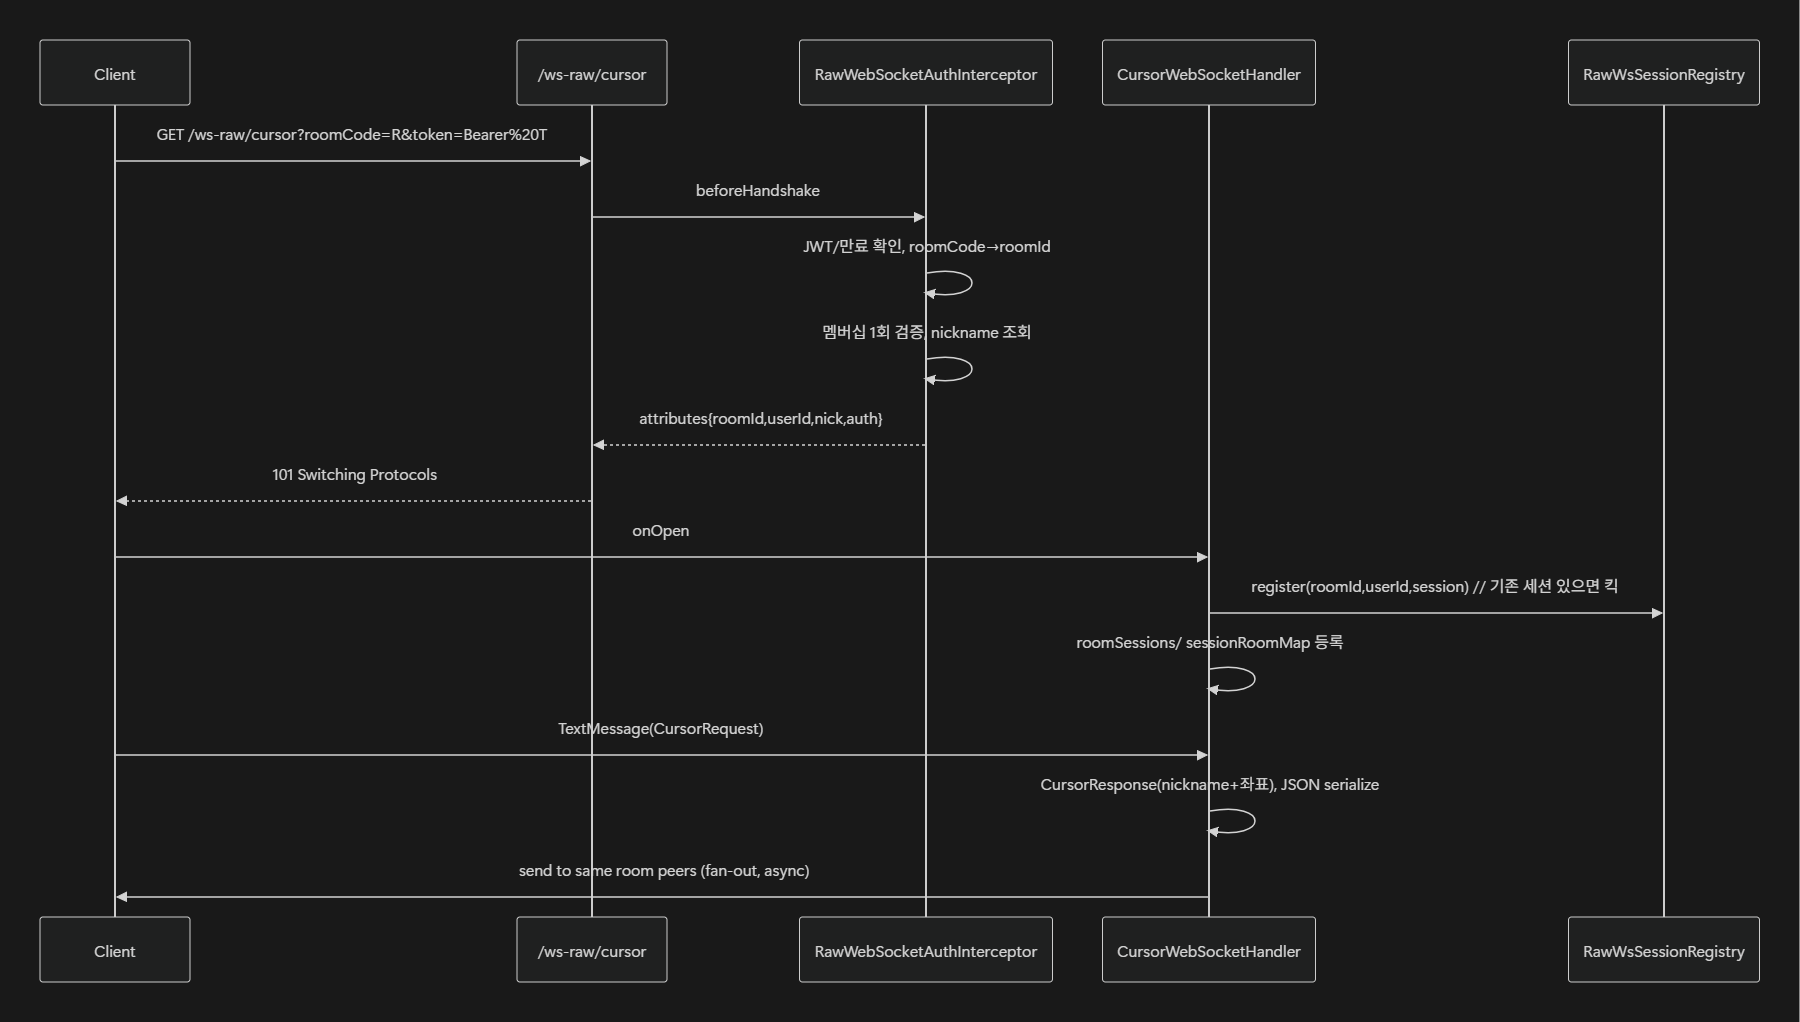 Client
/ws-raw/cursor
RawWebSocketAuthInterceptor
CursorWebSocketHandler
RawWsSessionRegistry
GET /ws-raw/cursor?roomCode=R&token=Bearer%20T
beforeHandshake
JWT/만료 확인, roomCode→roomId
멤버십 1회 검증, nickname 조회
attributes{roomId,userId,nick,auth}
101 Switching Protocols
onOpen
register(roomId,userId,session) // 기존 세션 있으면 킥
roomSessions/ sessionRoomMap 등록
TextMessage(CursorRequest)
CursorResponse(nickname+좌표), JSON serialize
send to same room peers (fan-out, async)
Client
/ws-raw/cursor
RawWebSocketAuthInterceptor
CursorWebSocketHandler
RawWsSessionRegistry